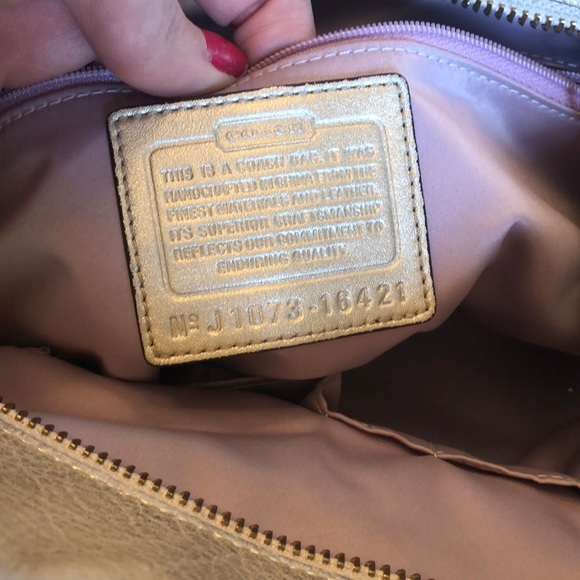 COACH
THIS IS A COACH BAG. IT WAS
HANDCRAFTED IN CHINA FROM THE
FINEST MATERIALS AND LEATHER.
ITS SUPERIOR CRAFTSMANSHIP
REFLECTS OUR COMMITMENT TO
ENDURING QUALITY.
Nº J1073-16421